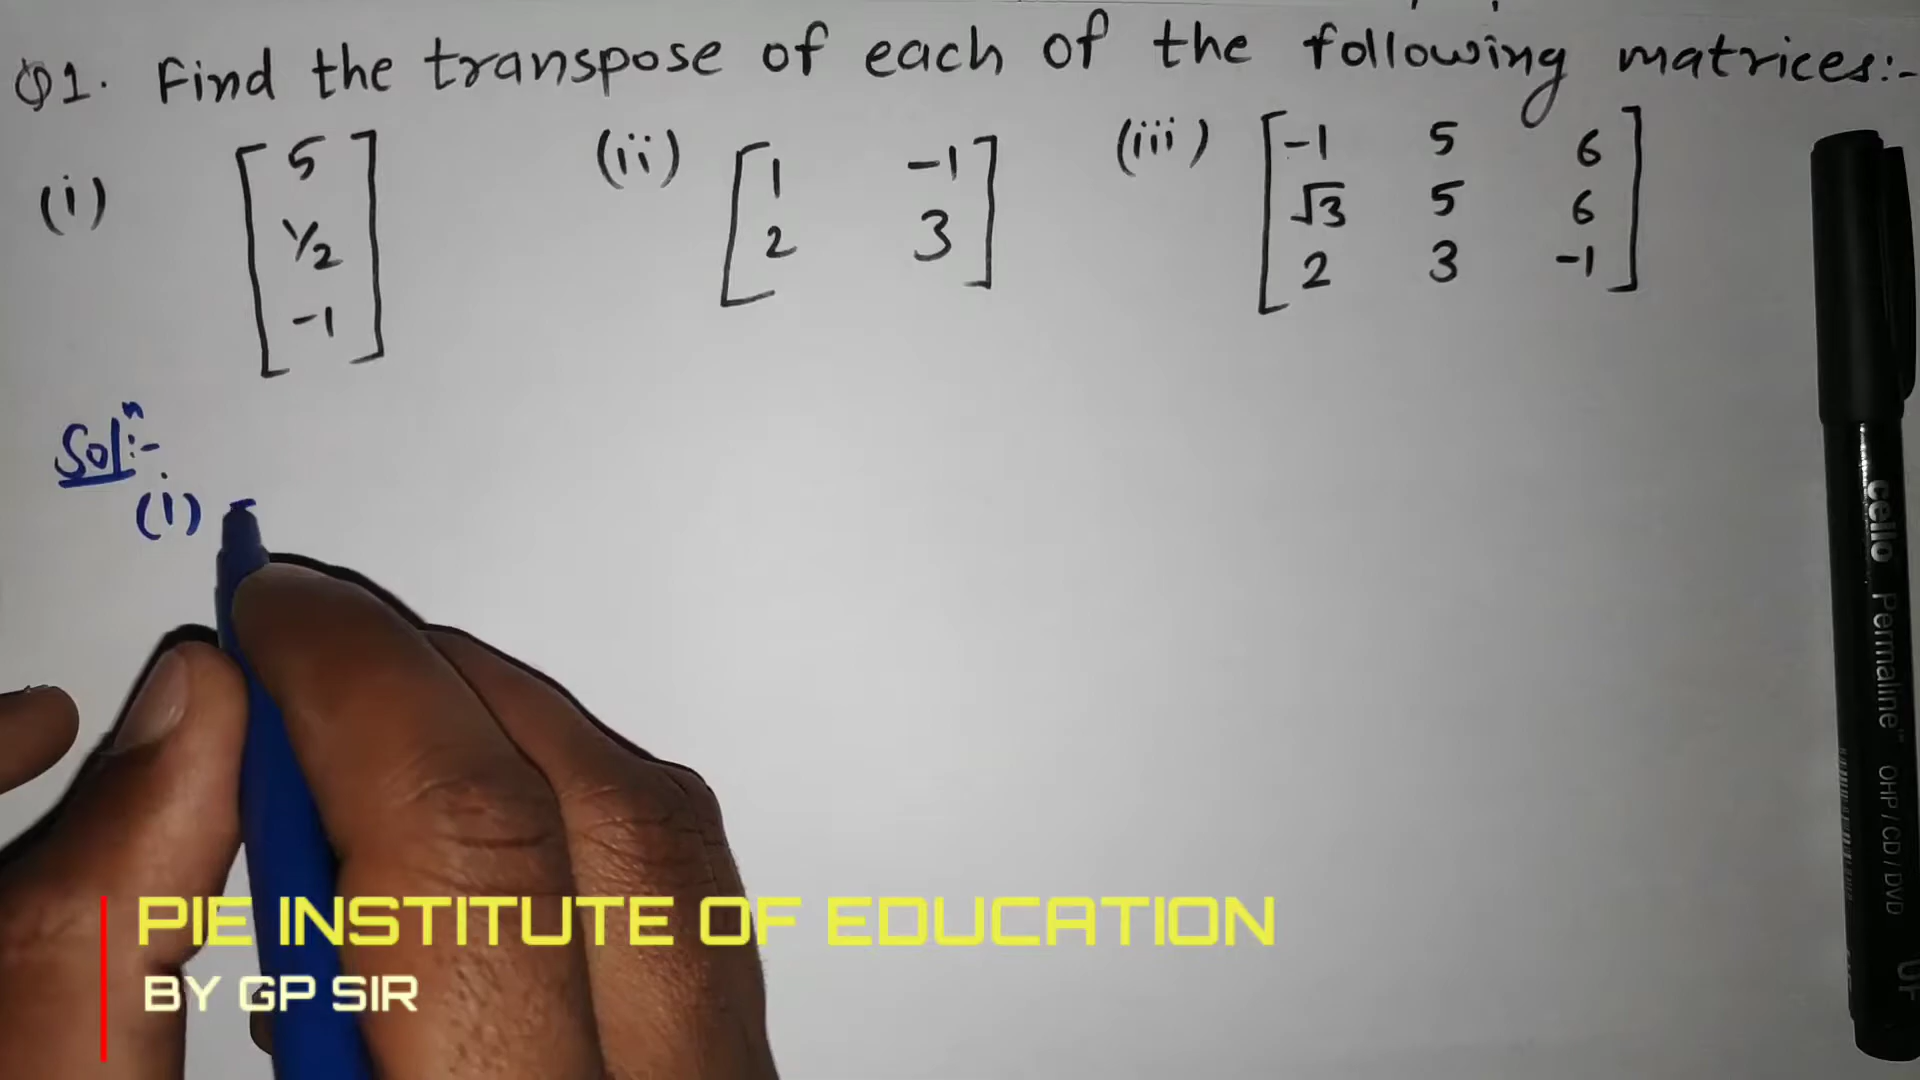 Q1. Find the transpose of each of the following matrices:-
(i) [5 1/2 -1] (ii) [1 -1 2 3] (iii) [-1 5 6 √3 5 6 2 3 -1]
Solⁿ:-
(i)
cello Permaline™ OHP / CD / DVD
PIE INSTITUTE OF EDUCATION
BY GP SIR